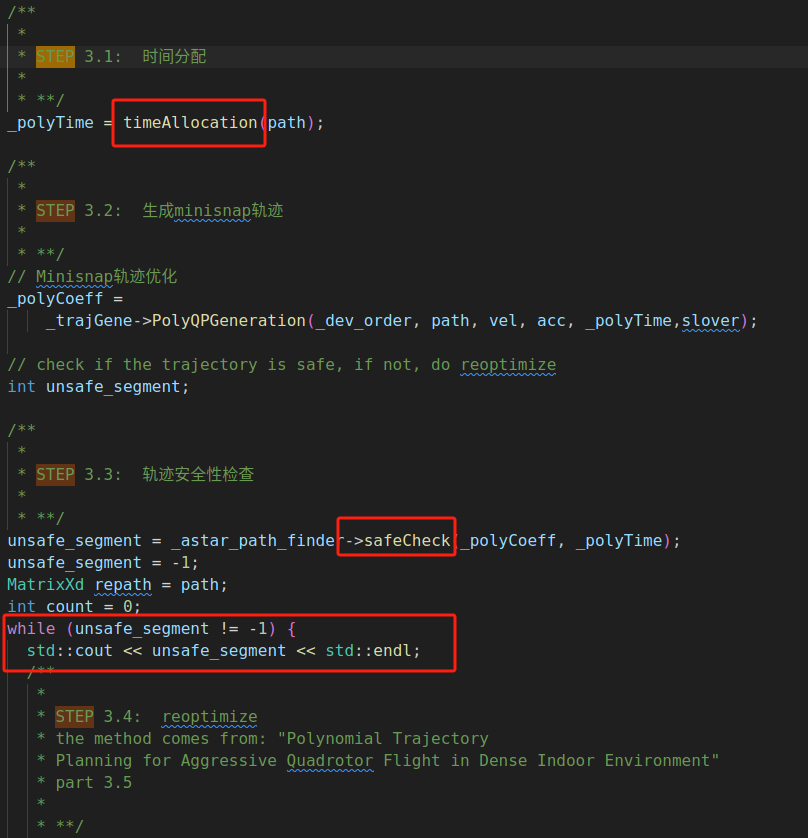 /**
*
* STEP 3.1:  时间分配
*
* **/
_polyTime = timeAllocation(path);
/**
*
* STEP 3.2:  生成minisnap轨迹
*
* **/
// Minisnap轨迹优化
_polyCoeff =
_trajGene->PolyQPGeneration(_dev_order, path, vel, acc, _polyTime,slover);
// check if the trajectory is safe, if not, do reoptimize
int unsafe_segment;
/**
*
* STEP 3.3:  轨迹安全性检查
*
* **/
unsafe_segment = _astar_path_finder->safeCheck(_polyCoeff, _polyTime);
unsafe_segment = -1;
MatrixXd repath = path;
int count = 0;
while (unsafe_segment != -1) {
std::cout << unsafe_segment << std::endl;
/**
*
* STEP 3.4:  reoptimize
* the method comes from: "Polynomial Trajectory
* Planning for Aggressive Quadrotor Flight in Dense Indoor Environment"
* part 3.5
*
* **/